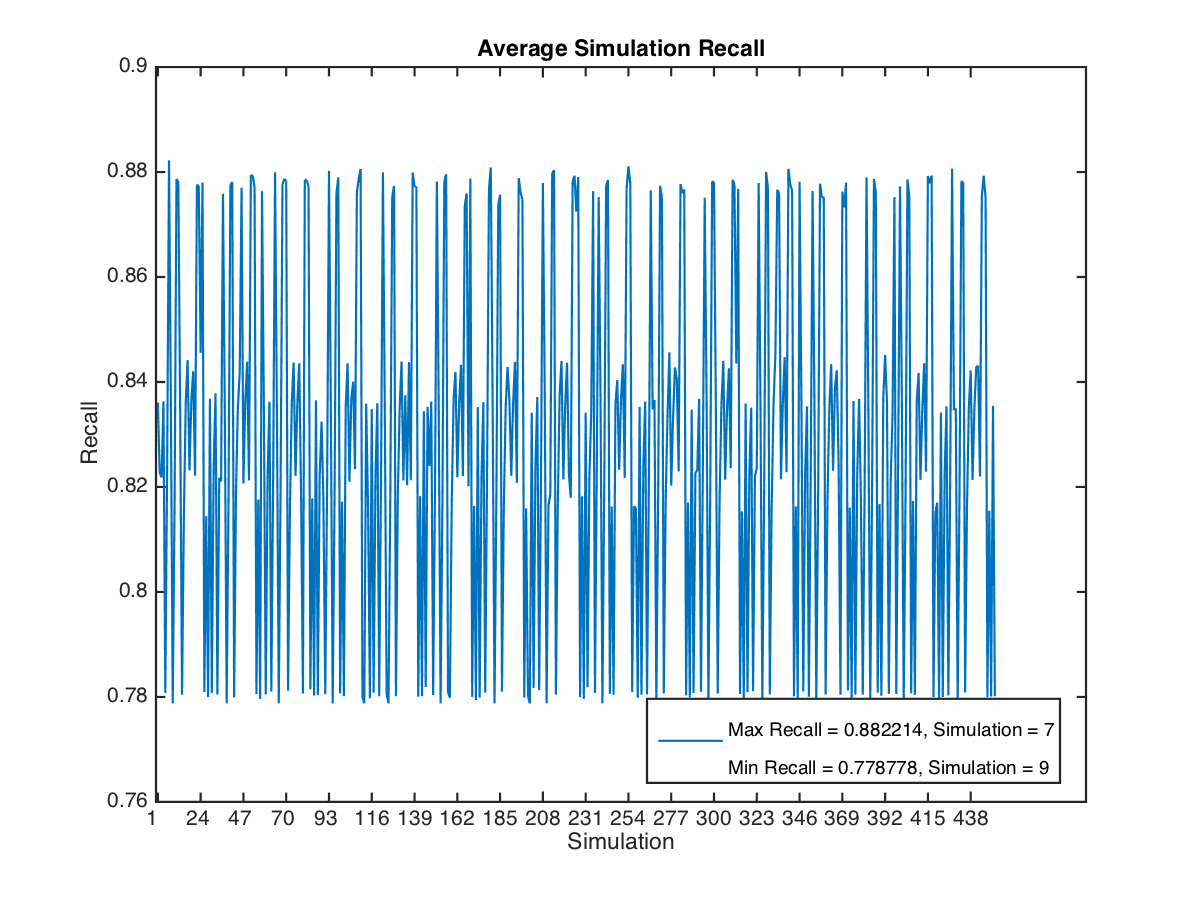 Average Simulation Recall
0.9
0.88
0.86
0.84
0.82
0.8
0.78
0.76
Recall
Max Recall = 0.882214, Simulation = 7
Min Recall = 0.778778, Simulation = 9
1 24 47 70 93 116 139 162 185 208 231 254 277 300 323 346 369 392 415 438
Simulation